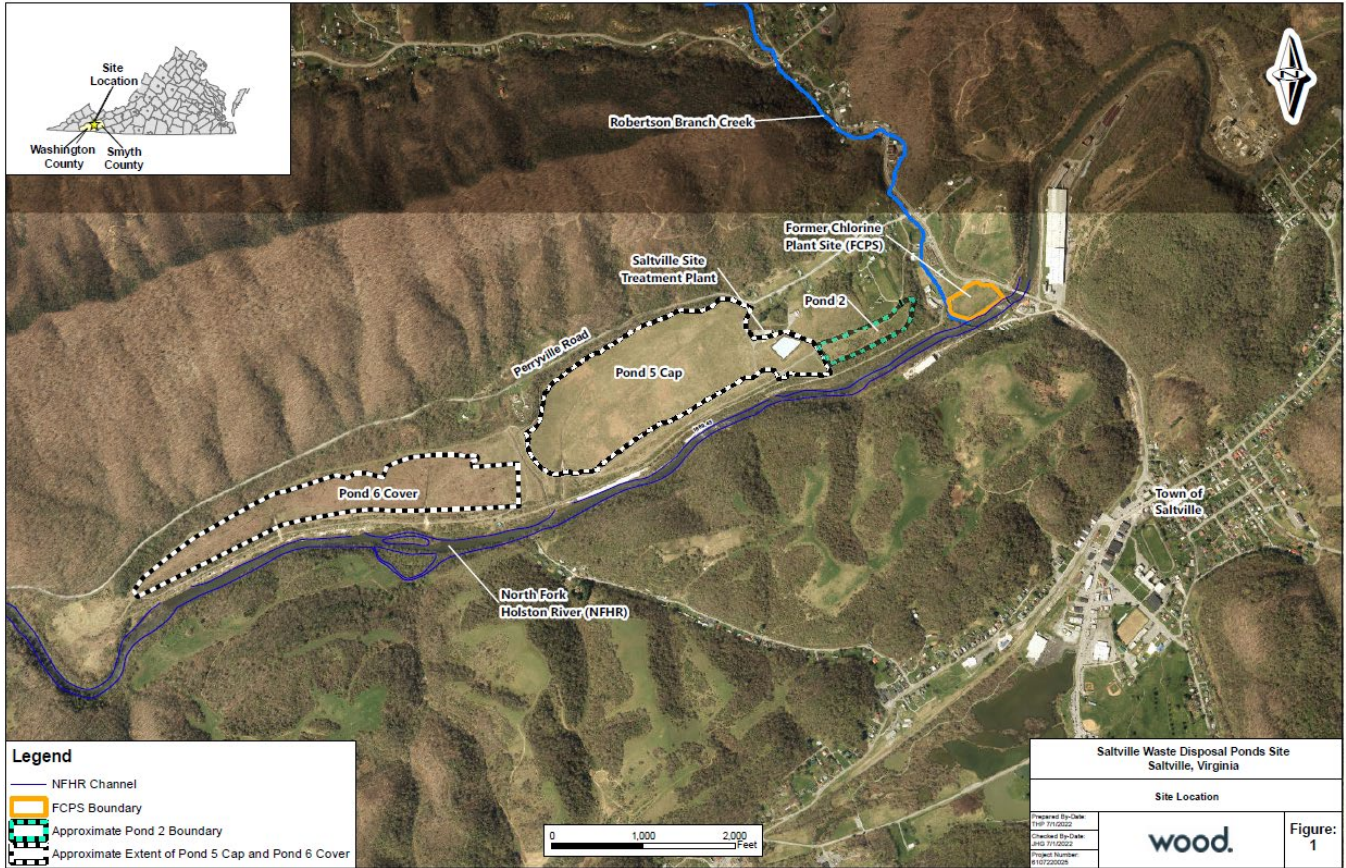 Site
Location
Washington
County
Smyth
County
N
Robertson Branch Creek
Former Chlorine
Plant Site (FCPS)
Saltville Site
Treatment Plant
Pond 2
Perryville Road
Pond 5 Cap
Pond 6 Cover
Town of
Saltville
North Fork
Holston River (NFHR)
Legend
NFHR Channel
FCPS Boundary
Approximate Pond 2 Boundary
Approximate Extent of Pond 5 Cap and Pond 6 Cover
0 1,000 2,000
Feet
Saltville Waste Disposal Ponds Site
Saltville, Virginia
Site Location
Prepared By-Date:
THP 7/1/2022
Checked By-Date:
JHG 7/1/2022
Project Number:
6107220025
wood.
Figure:
1